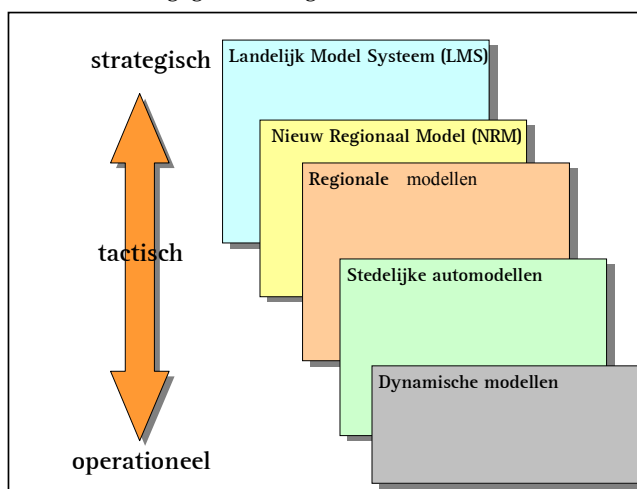 strategisch
Landelijk Model Systeem (LMS)
Nieuw Regionaal Model (NRM)
Regionale modellen
tactisch
Stedelijke automodellen
Dynamische modellen
operationeel